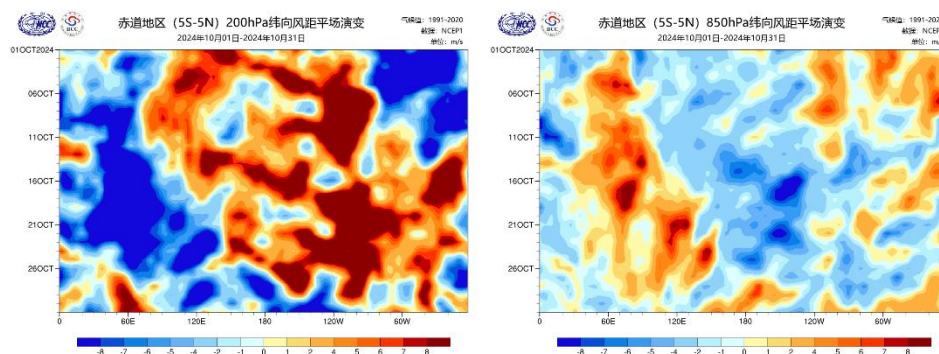 赤道地区（5S-5N）200hPa纬向风距平场演变
2024年10月01日-2024年10月31日
气候值：1991-2020
数据：NCEP1
单位：m/s
01OCT2024
06OCT
11OCT
16OCT
21OCT
26OCT
0 60E 120E 180 120W 60W
-8 -7 -5 -4 -2 -1 0 1 2 4 5 6 7 8
赤道地区（5S-5N）850hPa纬向风距平场演变
2024年10月01日-2024年10月31日
气候值：1991-2020
数据：NCEP1
单位：m/s
01OCT2024
06OCT
11OCT
16OCT
21OCT
26OCT
0 60E 120E 180 120W 60W 0
-8 -7 -5 -4 -2 -1 0 1 2 4 5 6 7 8